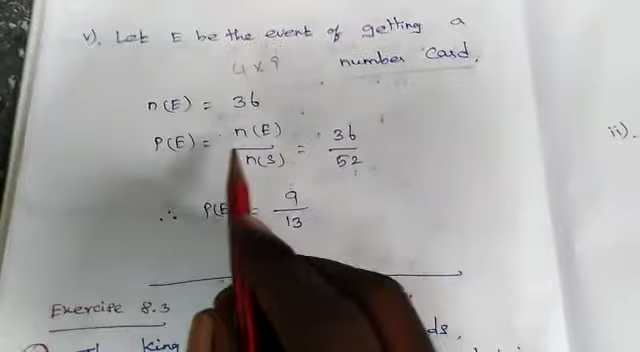 v). Let E be the event of getting a
number Card.
4 x 9
n(E) = 36
P(E) = n(E) / n(S) = 36 / 52
∴ P(E = 9 / 13
ii).
Exercise 8.3
King ds.